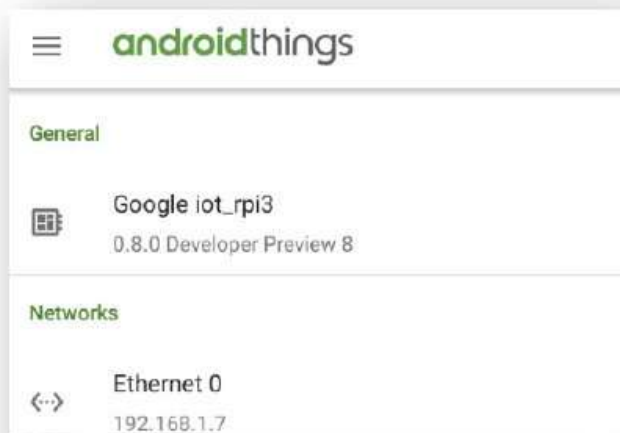 androidthings
General
Google iot_rpi3
0.8.0 Developer Preview 8
Networks
Ethernet 0
192.168.1.7